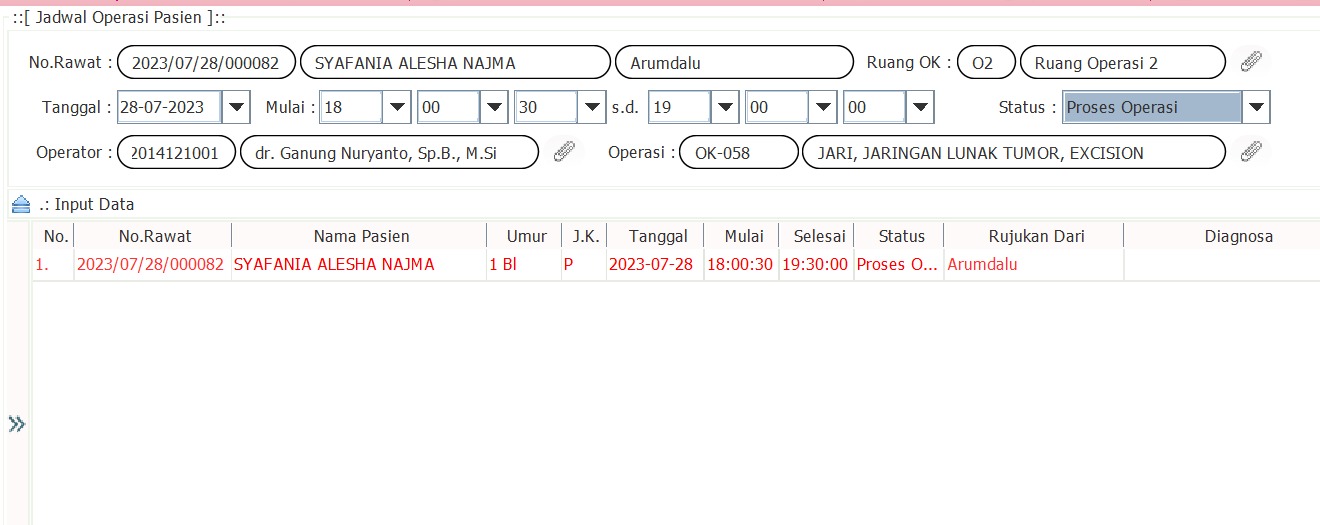 ::[ Jadwal Operasi Pasien ]::
No.Rawat : 2023/07/28/000082 SYAFANIA ALESHA NAJMA Arumdalu Ruang OK : O2 Ruang Operasi 2
Tanggal : 28-07-2023 Mulai : 18 00 30 s.d. 19 00 00 Status : Proses Operasi
Operator : 2014121001 dr. Ganung Nuryanto, Sp.B., M.Si Operasi : OK-058 JARI, JARINGAN LUNAK TUMOR, EXCISION
.: Input Data
No. No.Rawat Nama Pasien Umur J.K. Tanggal Mulai Selesai Status Rujukan Dari Diagnosa
1. 2023/07/28/000082 SYAFANIA ALESHA NAJMA 1 Bl P 2023-07-28 18:00:30 19:30:00 Proses O... Arumdalu